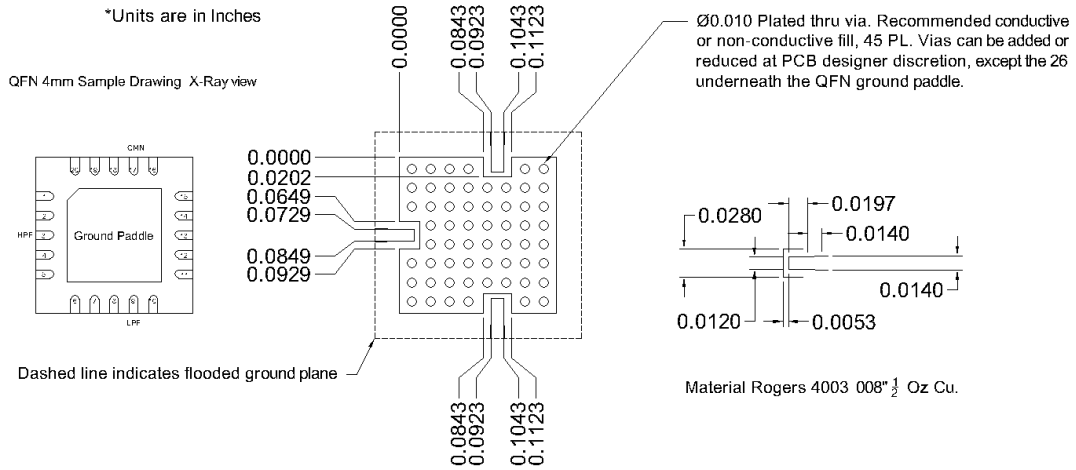 *Units are in Inches
QFN 4mm Sample Drawing X-Ray view
0.0000
0.0843
0.0923
0.1043
0.1123
Ø0.010 Plated thru via. Recommended conductive
or non-conductive fill, 45 PL. Vias can be added or
reduced at PCB designer discretion, except the 26
underneath the QFN ground paddle.
CMN
HPF
Ground Paddle
LPF
1
2
3
4
5
0.0000
0.0202
0.0649
0.0729
0.0849
0.0929
0.0280
0.0197
0.0140
0.0140
0.0120
0.0053
Dashed line indicates flooded ground plane
0.0843
0.0923
0.1043
0.1123
Material Rogers 4003 008" ½ Oz Cu.